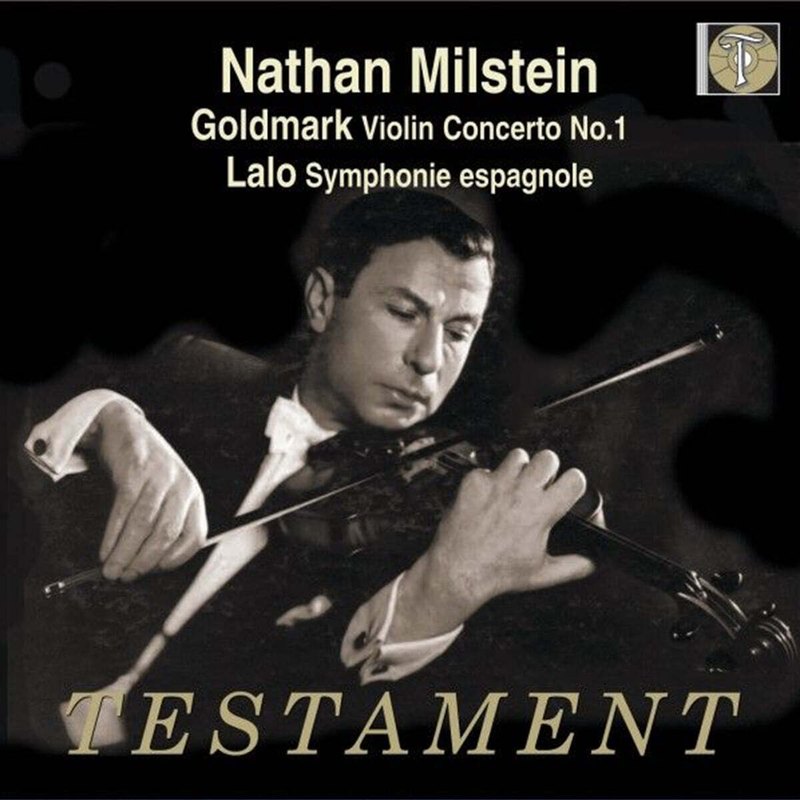 Nathan Milstein
Goldmark Violin Concerto No.1
Lalo Symphonie espagnole
TESTAMENT